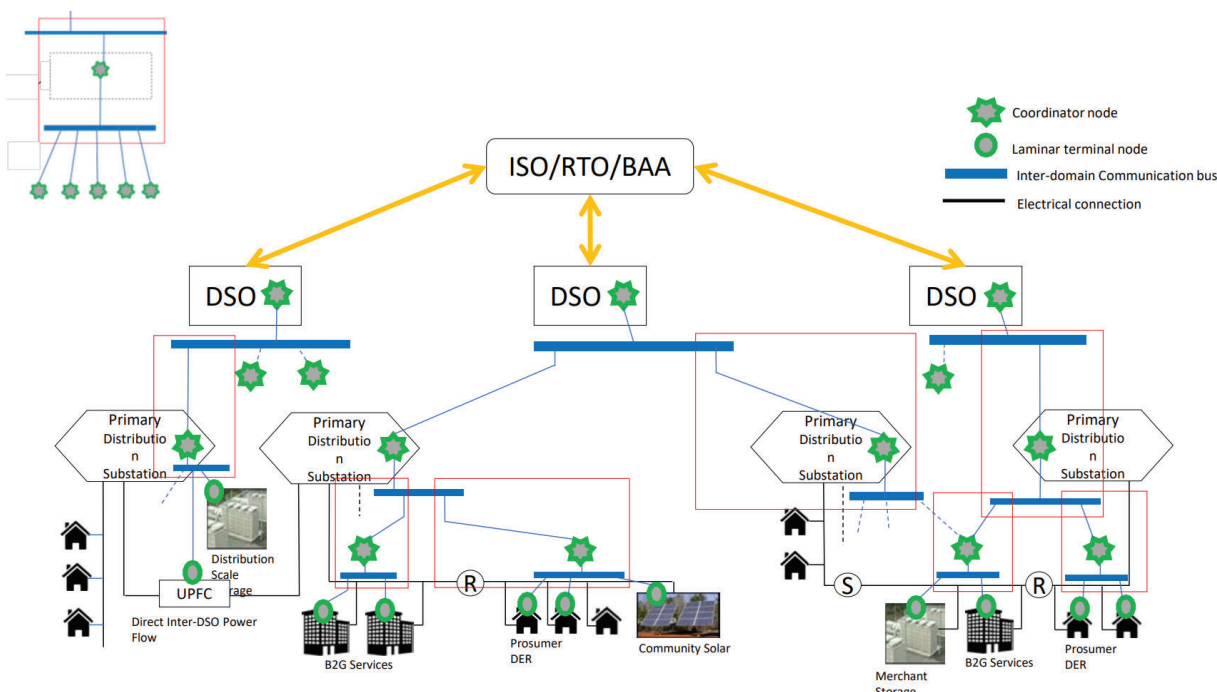 Coordinator node
Laminar terminal node
Inter-domain Communication bus
Electrical connection
ISO/RTO/BAA
DSO
DSO
DSO
Primary
Distributio
n
Substation
Primary
Distributio
n
Substation
Primary
Distributio
n
Substation
Primary
Distributio
n
Substation
Distribution
Scale
UPFC
Direct Inter-DSO Power
Flow
R
S
R
B2G Services
Prosumer
DER
Community Solar
Merchant
Storage
B2G Services
Prosumer
DER